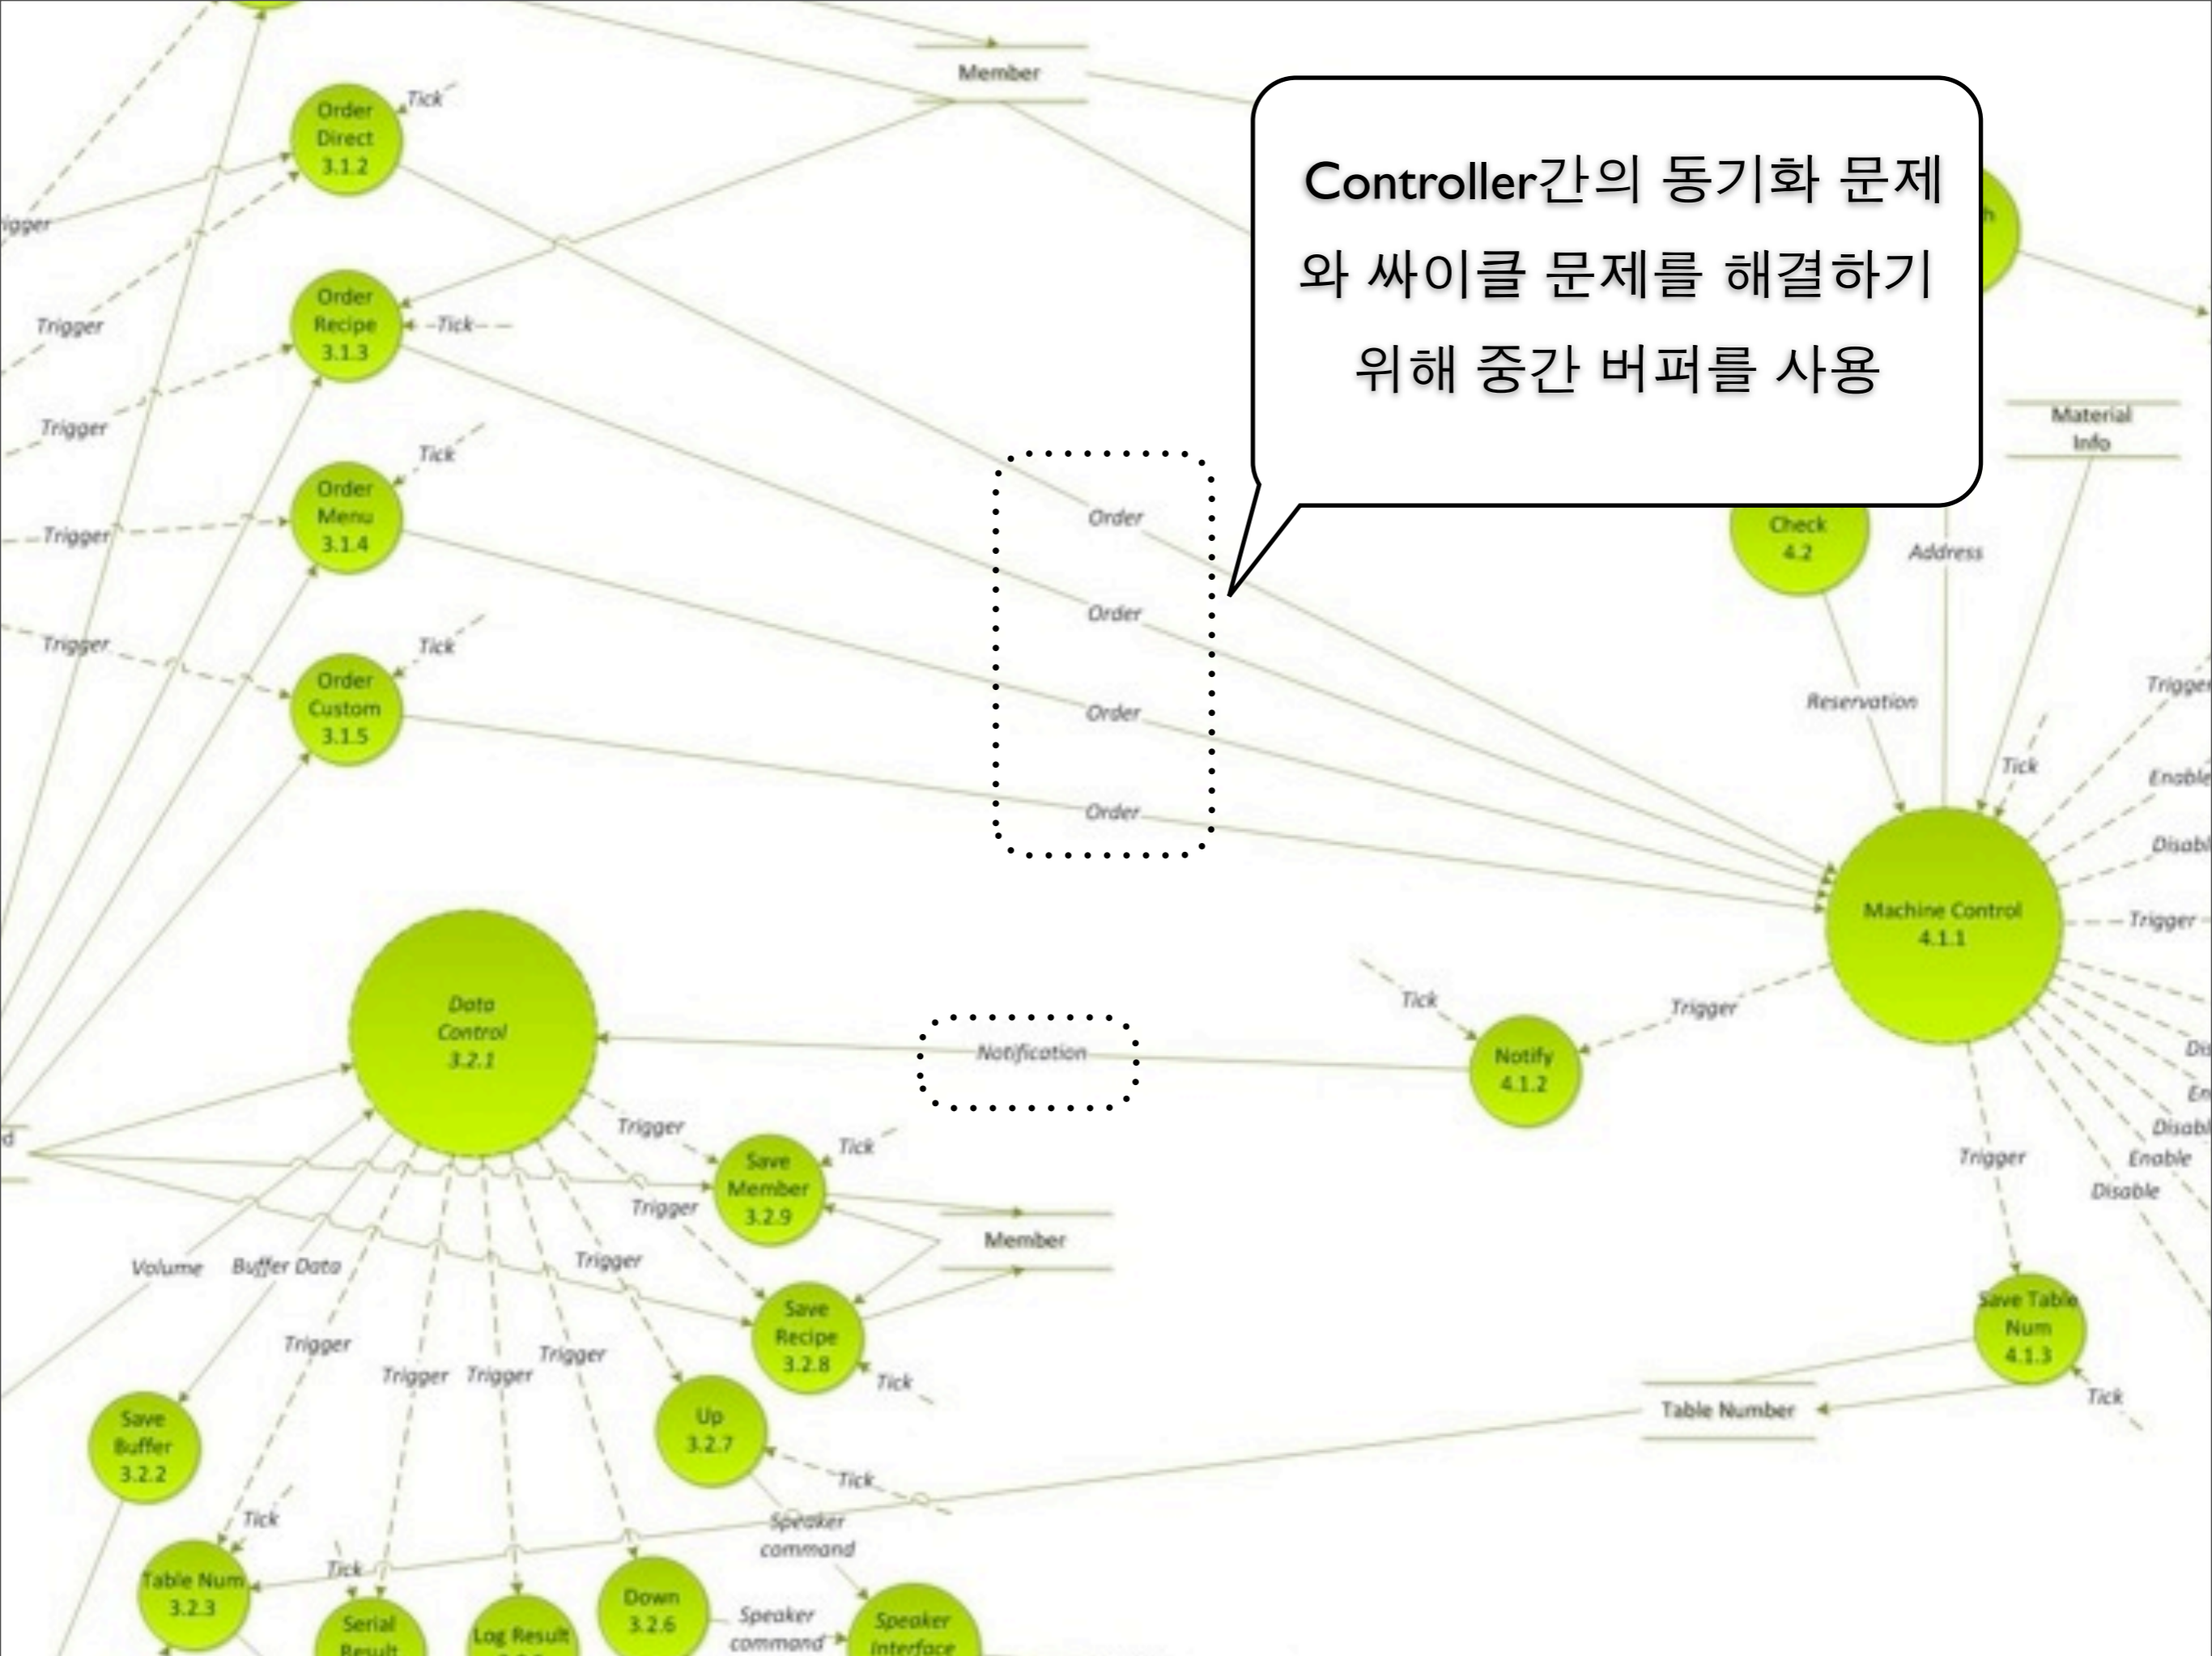 Member
Tick
Order
Direct
3.1.2
Controller간의 동기화 문제
와 싸이클 문제를 해결하기
위해 중간 버퍼를 사용
Trigger
Order
Recipe
3.1.3
Tick
Trigger
Material
Info
Tick
Order
Menu
3.1.4
Trigger
Order
Check
4.2
Address
Order
Trigger
Tick
Order
Custom
3.1.5
Order
Reservation
Trigger
Tick
Enable
Order
Machine Control
4.1.1
Trigger
Data
Control
3.2.1
Tick
Trigger
Notification
Notify
4.1.2
Trigger
Tick
Save
Member
3.2.9
Trigger
Enable
Disable
Trigger
Member
Volume
Buffer Data
Trigger
Save
Recipe
3.2.8
Save Table
Num
4.1.3
Trigger
Trigger
Trigger
Trigger
Tick
Tick
Table Number
Save
Buffer
3.2.2
Up
3.2.7
Tick
Tick
Speaker
command
Tick
Table Num
3.2.3
Down
3.2.6
Serial
Result
Log Result
Speaker
command
Speaker
Interface